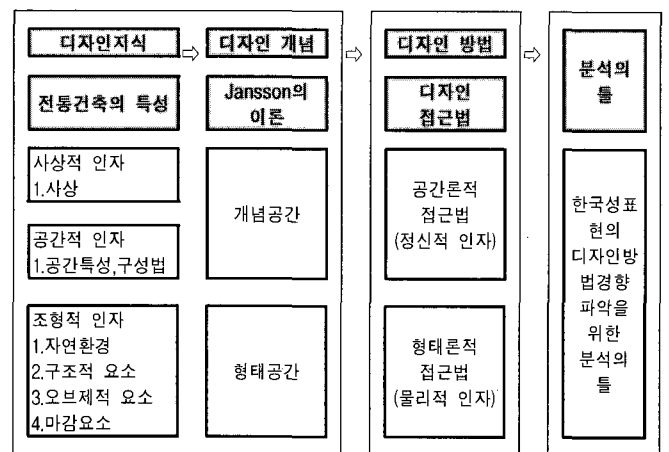 디자인지식
전통건축의 특성
사상적 인자
1.사상
공간적 인자
1.공간특성,구성법
조형적 인자
1.자연환경
2.구조적 요소
3.오브제적 요소
4.마감요소
디자인 개념
Jansson의
이론
개념공간
형태공간
디자인 방법
디자인
접근법
공간론적
접근법
(정신적 인자)
형태론적
접근법
(물리적 인자)
분석의
틀
한국성표
현의
디자인방
법경향
파악을
위한
분석의
틀